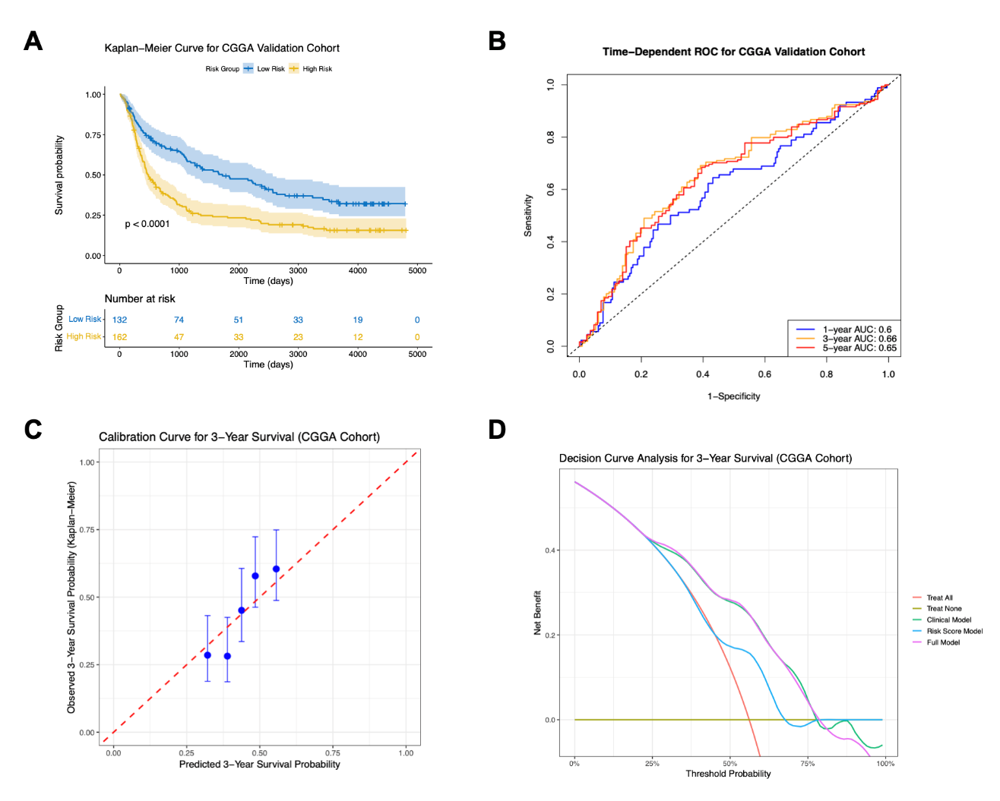 A
Kaplan−Meier Curve for CGGA Validation Cohort
Risk Group Low Risk High Risk
Survival probability
1.00
0.75
0.50
0.25
0.00
p < 0.0001
0 1000 2000 3000 4000 5000
Time (days)
Number at risk
Risk Group
Low Risk 132 74 51 33 19 0
High Risk 162 47 33 23 12 0
0 1000 2000 3000 4000 5000
Time (days)
B
Time−Dependent ROC for CGGA Validation Cohort
Sensitivity
1.0
0.8
0.6
0.4
0.2
0.0
1−year AUC: 0.6
3−year AUC: 0.66
5−year AUC: 0.65
0.0 0.2 0.4 0.6 0.8 1.0
1−Specificity
C
Calibration Curve for 3−Year Survival (CGGA Cohort)
Observed 3−Year Survival Probability (Kaplan−Meier)
1.00
0.75
0.50
0.25
0.00
0.00 0.25 0.50 0.75 1.00
Predicted 3−Year Survival Probability
D
Decision Curve Analysis for 3−Year Survival (CGGA Cohort)
Net Benefit
0.4
0.2
0.0
0% 25% 50% 75% 100%
Threshold Probability
Treat All
Treat None
Clinical Model
Risk Score Model
Full Model